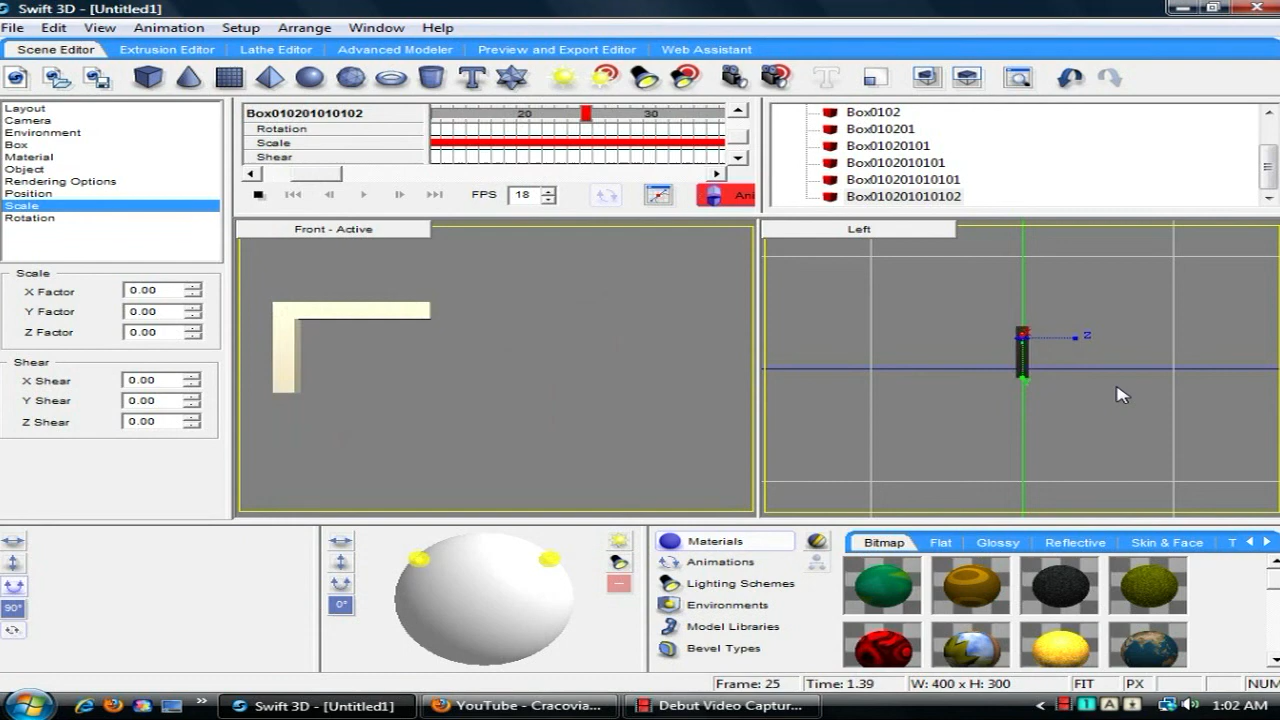 Swift 3D - [Untitled1]
File Edit View Animation Setup Arrange Window Help
Scene Editor Extrusion Editor Lathe Editor Advanced Modeler Preview and Export Editor Web Assistant
Layout
Camera
Environment
Box
Material
Object
Rendering Options
Position
Scale
Rotation
Scale
X Factor 0.00
Y Factor 0.00
Z Factor 0.00
Shear
X Shear 0.00
Y Shear 0.00
Z Shear 0.00
Box010201010102 20 30
Rotation
Scale
Shear
FPS 18 Ani
Box0102
Box010201
Box01020101
Box0102010101
Box010201010101
Box010201010102
Front - Active
Left
Z
90°
0°
Materials
Animations
Lighting Schemes
Environments
Model Libraries
Bevel Types
Bitmap Flat Glossy Reflective Skin & Face T
Frame: 25 Time: 1.39 W: 400 x H: 300 FIT PX NUM
Swift 3D - [Untitled1] YouTube - Cracovia,... Debut Video Captur... 1:02 AM